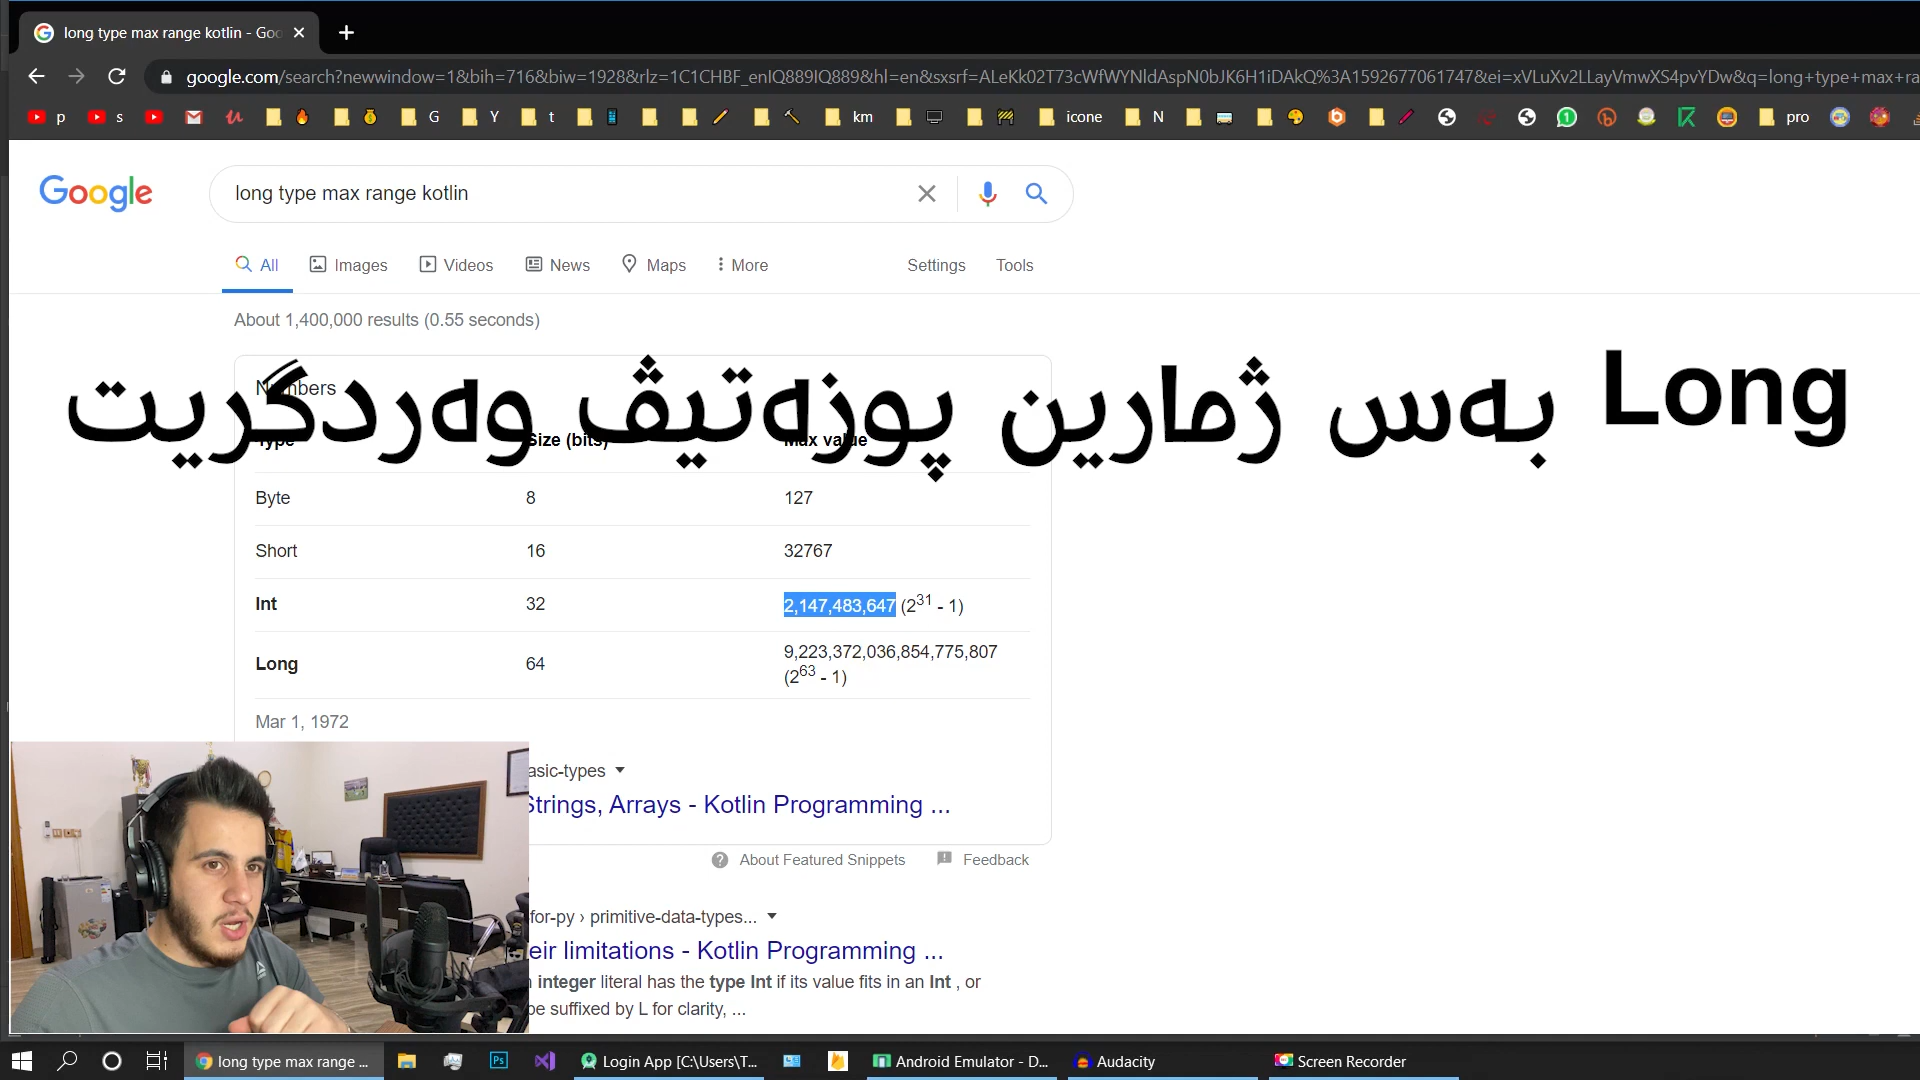 long type max range kotlin - Goo
google.com/search?newwindow=1&bih=716&biw=1928&rlz=1C1CHBF_enIQ889IQ889&hl=en&sxsrf=ALeKk02T73cWfWYNldAspN0bJK6H1iDAkQ%3A1592677061747&ei=xVLuXv2LLayVmwXS4pvYDw&q=long+type+max+ra
p s G Y t km icone N pro
Google
long type max range kotlin
All Images Videos News Maps More Settings Tools
About 1,400,000 results (0.55 seconds)
Numbers
Long بەس ژمارین پوزەتیڤ وەردگریت
Type Size (bits) Max value
Byte 8 127
Short 16 32767
Int 32 2,147,483,647 (2³¹ - 1)
Long 64 9,223,372,036,854,775,807
(2⁶³ - 1)
Mar 1, 1972
asic-types
Strings, Arrays - Kotlin Programming ...
About Featured Snippets Feedback
for-py › primitive-data-types...
eir limitations - Kotlin Programming ...
integer literal has the type Int if its value fits in an Int , or
be suffixed by L for clarity, ...
long type max range ... Ps Login App [C:\Users\T... Android Emulator - D... Audacity Screen Recorder